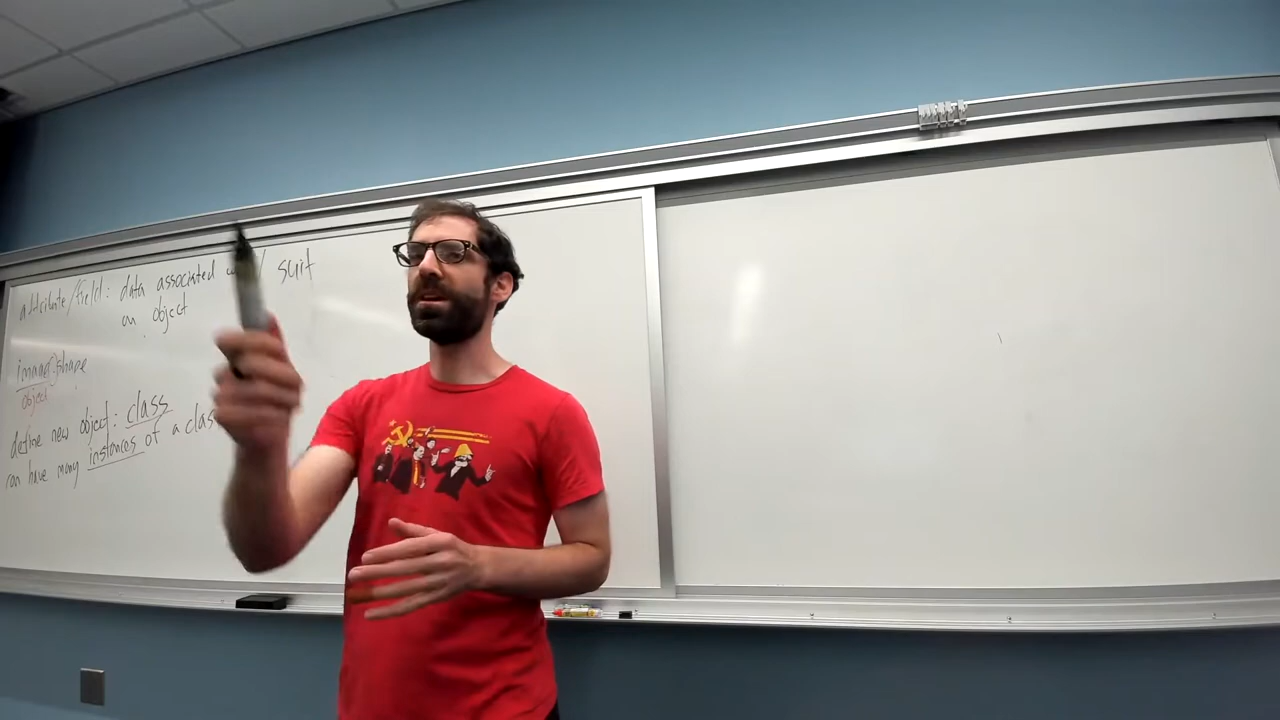 attribute/field: data associated w/ suit
an object
image.shape
object
define new object: class
can have many instances of a class